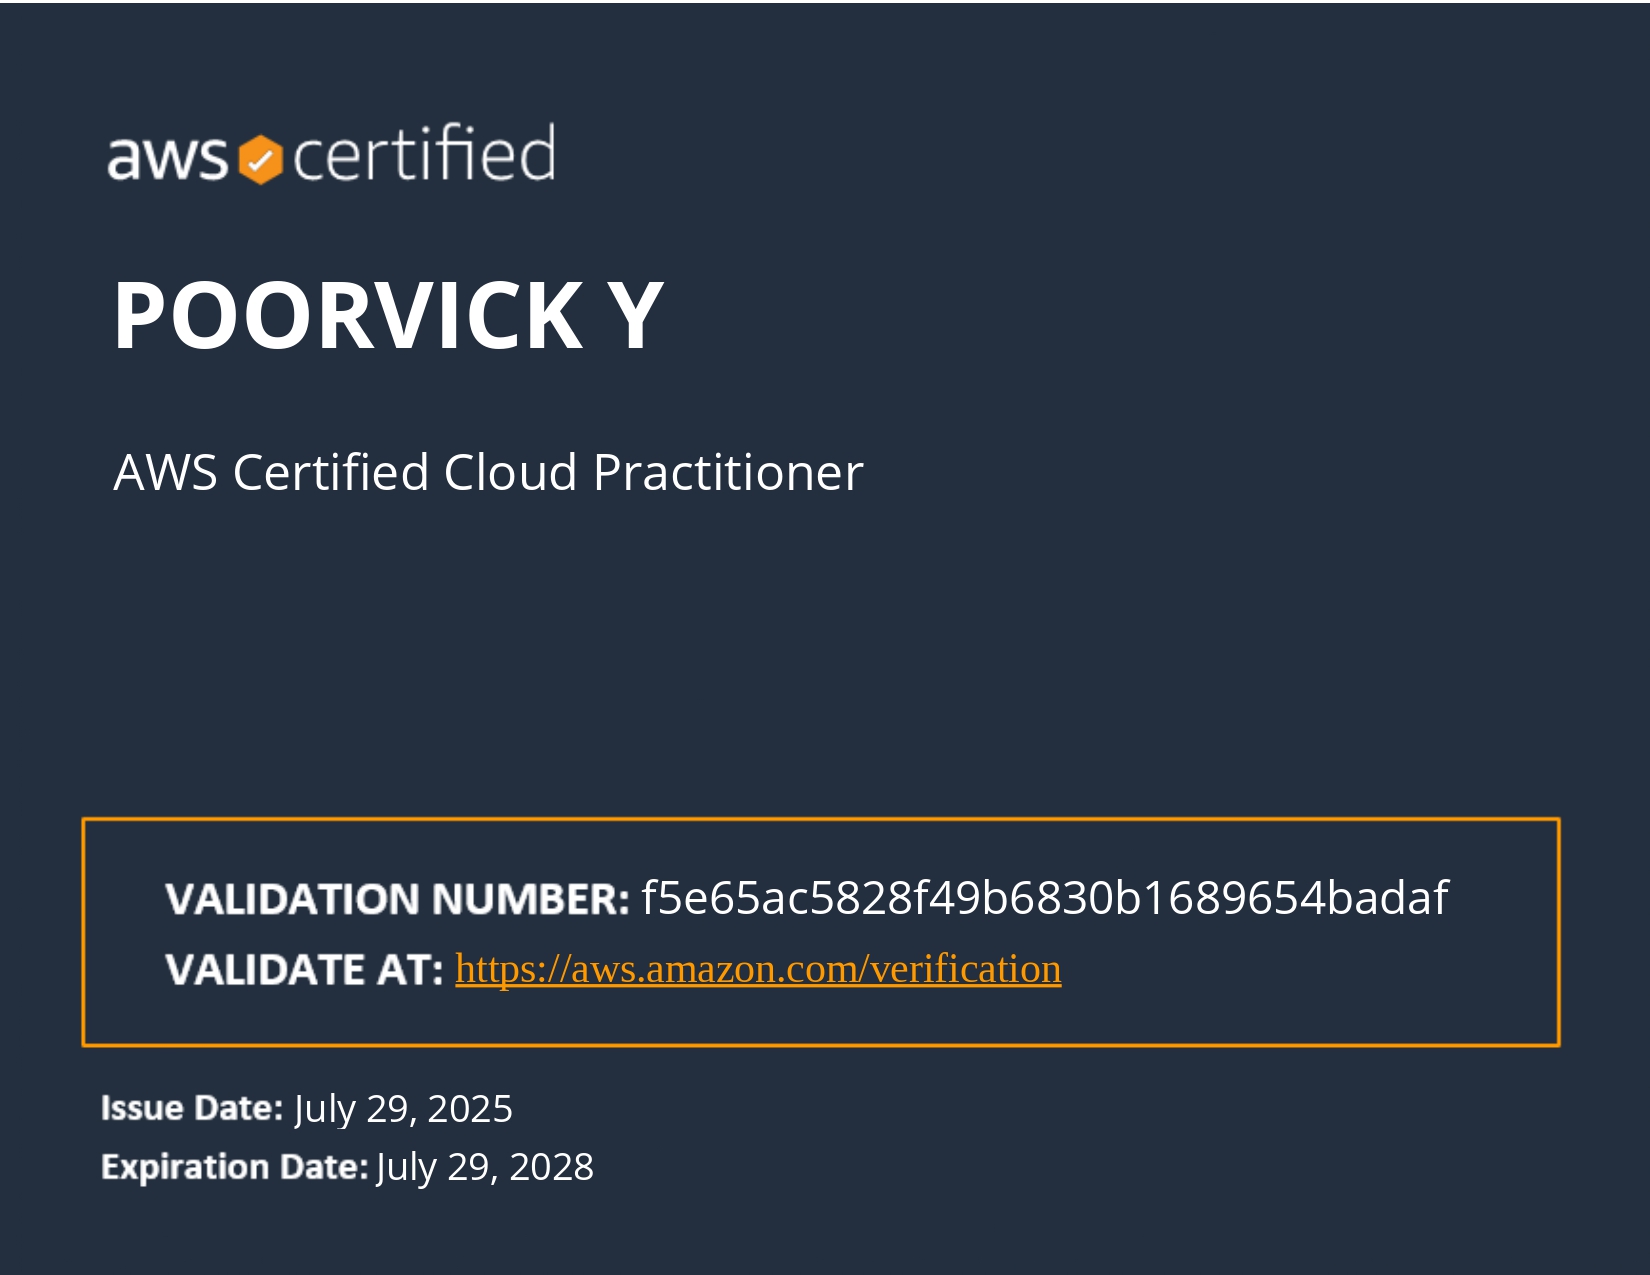 aws certified
POORVICK Y
AWS Certified Cloud Practitioner
VALIDATION NUMBER: f5e65ac5828f49b6830b1689654badaf
VALIDATE AT: https://aws.amazon.com/verification
Issue Date: July 29, 2025
Expiration Date: July 29, 2028